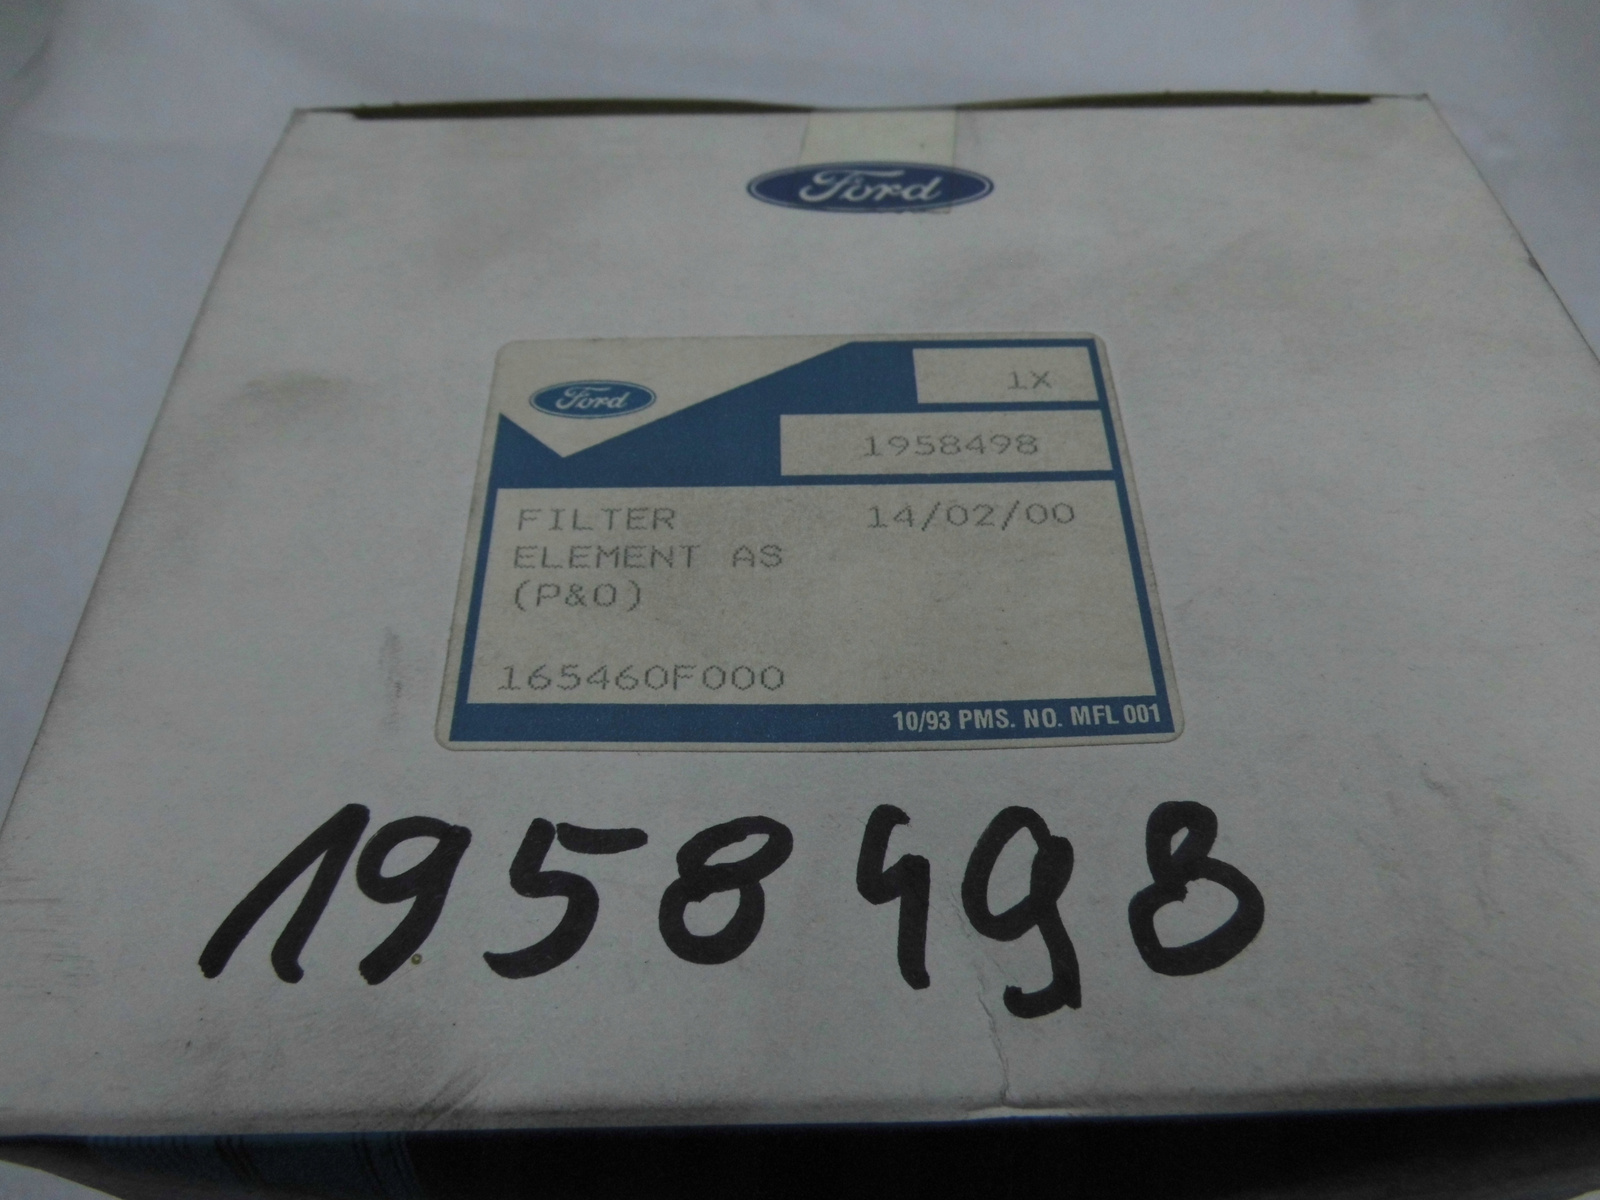 Ford
Ford
1X
1958498
FILTER 14/02/00
ELEMENT AS
(P&O)
165460F000
10/93 PMS. NO. MFL 001
1958498